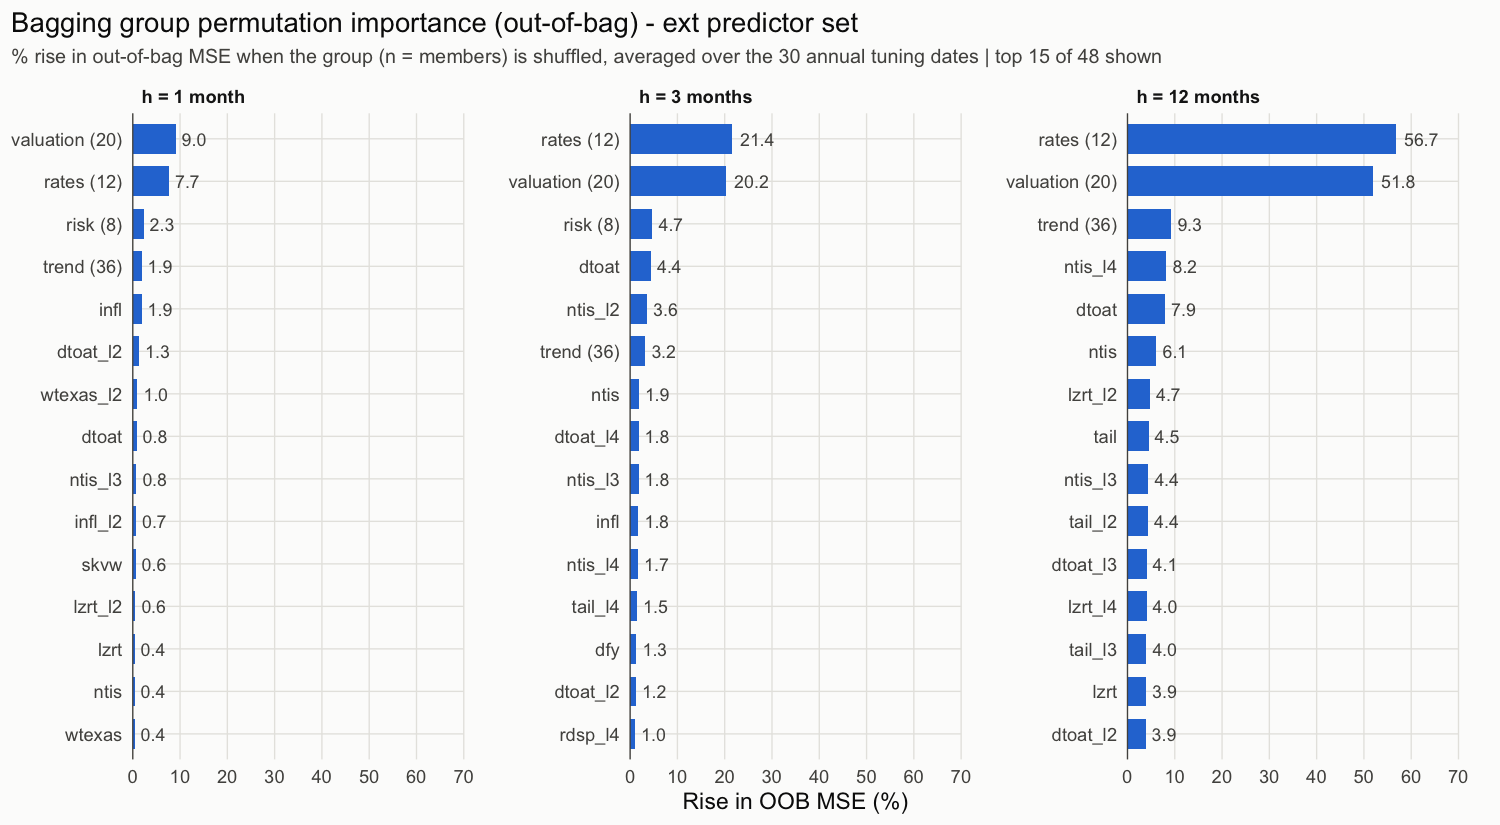 Bagging group permutation importance (out-of-bag) - ext predictor set
% rise in out-of-bag MSE when the group (n = members) is shuffled, averaged over the 30 annual tuning dates | top 15 of 48 shown
h = 1 month
valuation (20) 9.0
rates (12) 7.7
risk (8) 2.3
trend (36) 1.9
infl 1.9
dtoat_l2 1.3
wtexas_l2 1.0
dtoat 0.8
ntis_l3 0.8
infl_l2 0.7
skvw 0.6
lzrt_l2 0.6
lzrt 0.4
ntis 0.4
wtexas 0.4
0 10 20 30 40 50 60 70
h = 3 months
rates (12) 21.4
valuation (20) 20.2
risk (8) 4.7
dtoat 4.4
ntis_l2 3.6
trend (36) 3.2
ntis 1.9
dtoat_l4 1.8
ntis_l3 1.8
infl 1.8
ntis_l4 1.7
tail_l4 1.5
dfy 1.3
dtoat_l2 1.2
rdsp_l4 1.0
0 10 20 30 40 50 60 70
h = 12 months
rates (12) 56.7
valuation (20) 51.8
trend (36) 9.3
ntis_l4 8.2
dtoat 7.9
ntis 6.1
lzrt_l2 4.7
tail 4.5
ntis_l3 4.4
tail_l2 4.4
dtoat_l3 4.1
lzrt_l4 4.0
tail_l3 4.0
lzrt 3.9
dtoat_l2 3.9
0 10 20 30 40 50 60 70
Rise in OOB MSE (%)